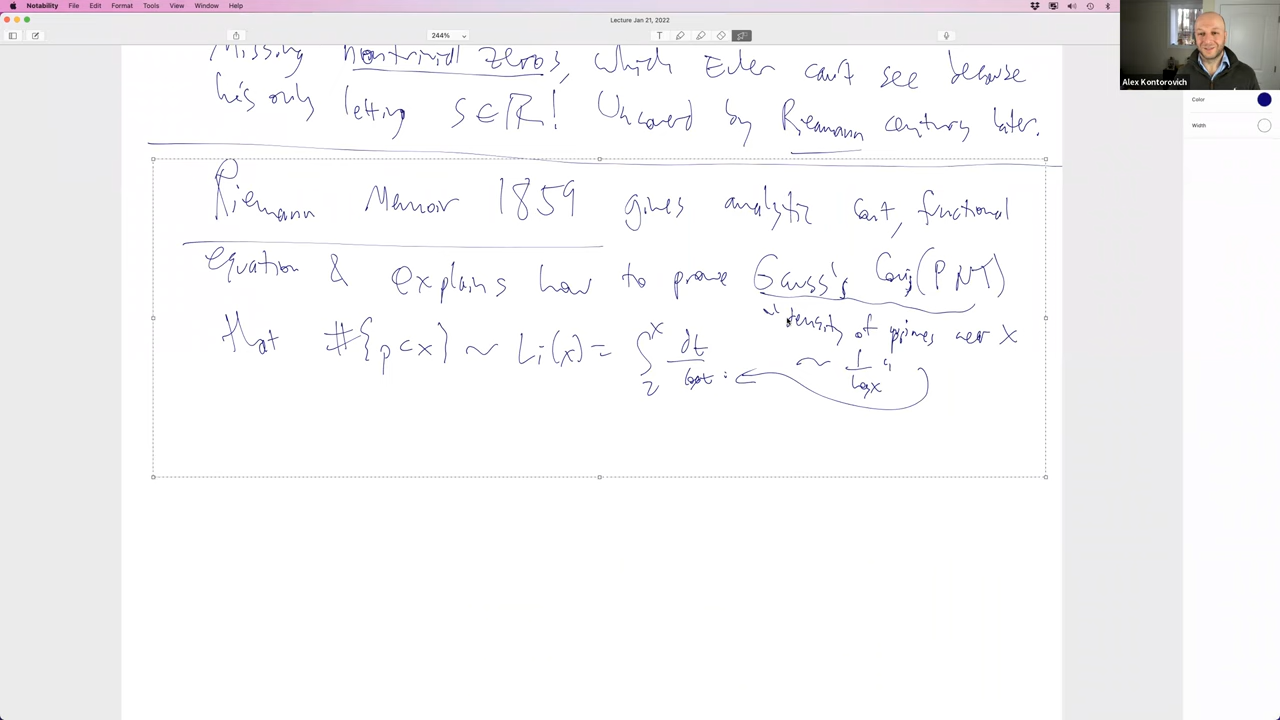 Notability File Edit Format View Tools Window Help
Lecture Jan 21, 2022
244%
T
Alex Kontorovich
Color
Width
Missing nontrivial zeros, which Euler can't see because
he's only letting s∈ℝ! Uncovered by Riemann century later.
Riemann Memoir 1859 gives analytic cont, functional
equation & explains how to prove Gauss's Conj (PNT)
that #{p<x} ~ Li(x) = ∫₂ˣ dt/log t.
"density of primes near x
~ 1/log x"